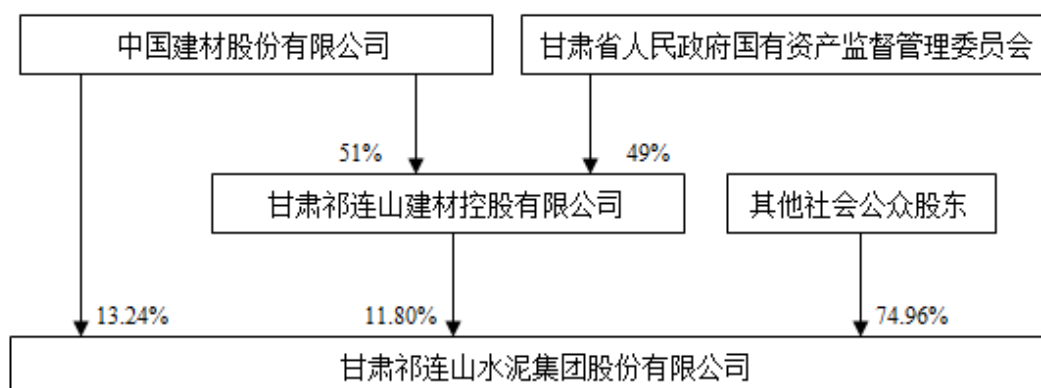 中国建材股份有限公司
甘肃省人民政府国有资产监督管理委员会
51%
49%
甘肃祁连山建材控股有限公司
其他社会公众股东
13.24%
11.80%
74.96%
甘肃祁连山水泥集团股份有限公司